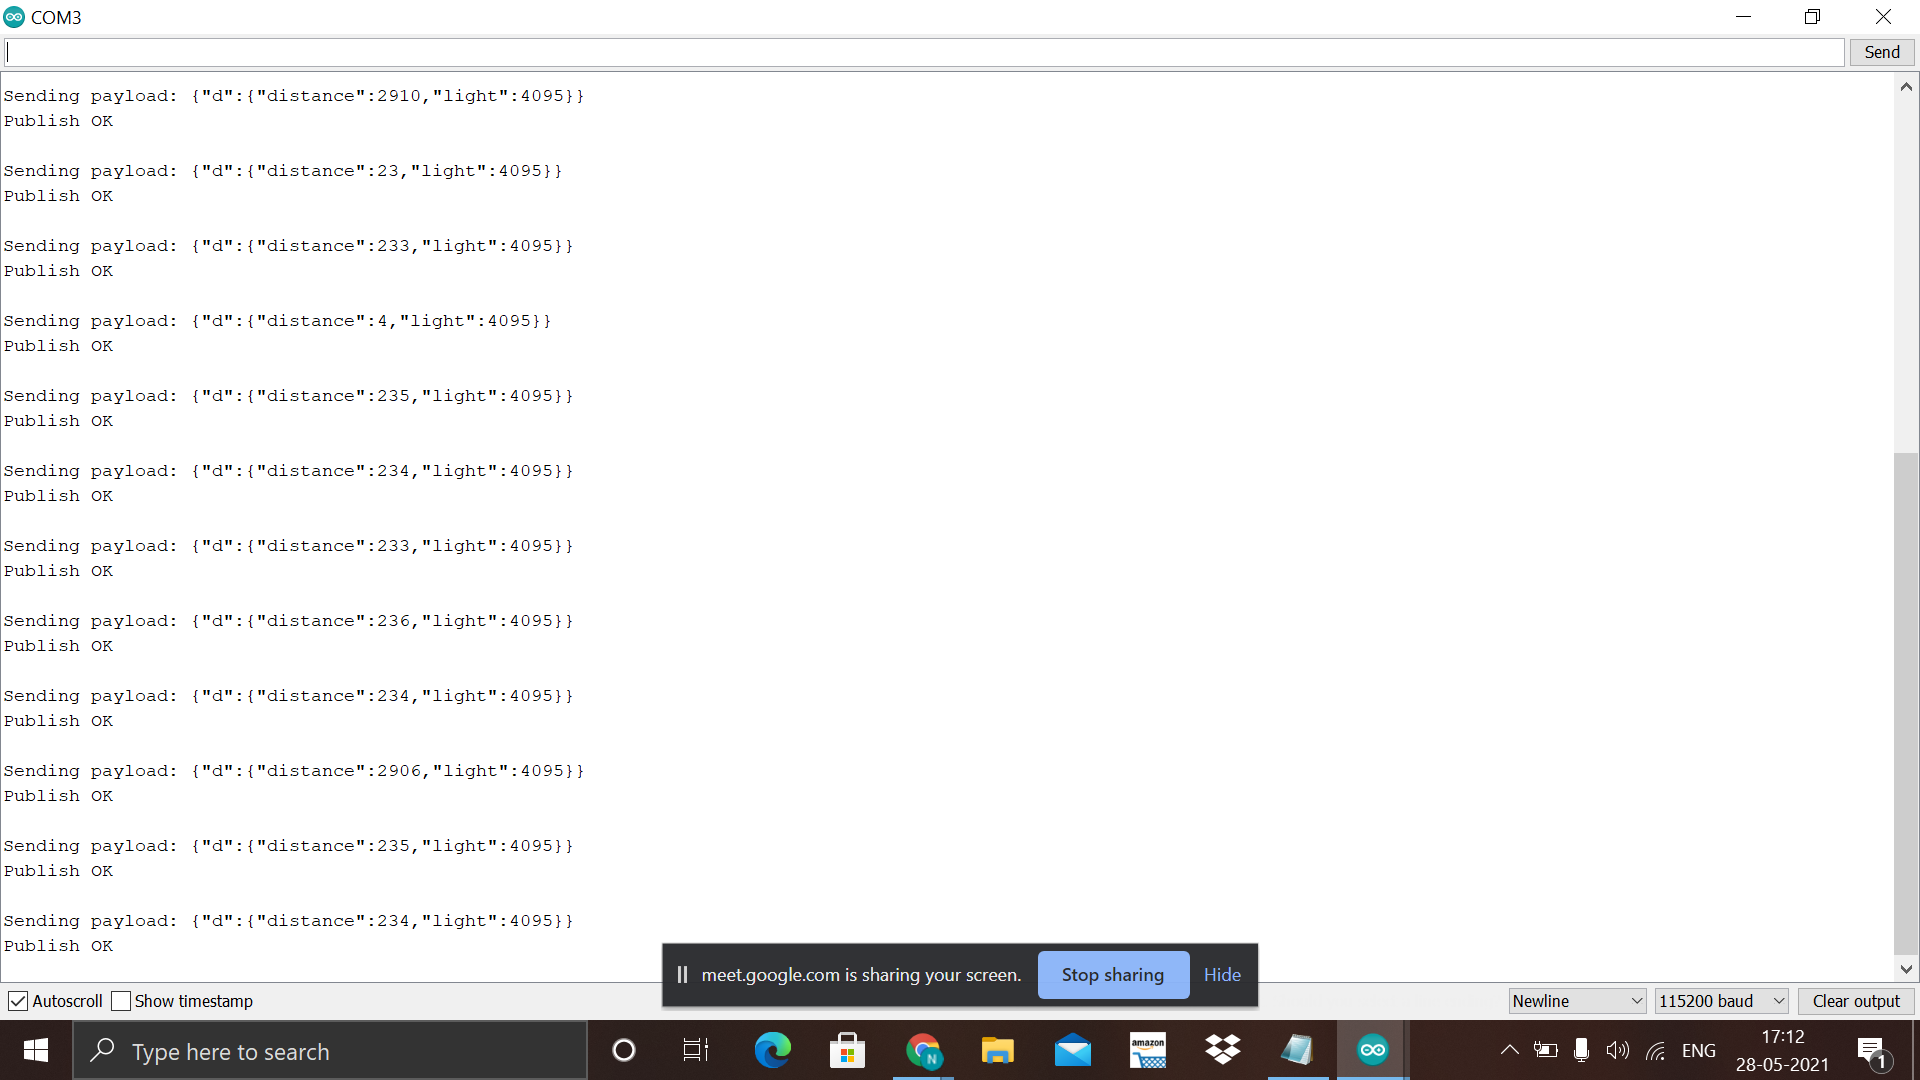 COM3
Send
Sending payload: {"d":{"distance":2910,"light":4095}}
Publish OK
Sending payload: {"d":{"distance":23,"light":4095}}
Publish OK
Sending payload: {"d":{"distance":233,"light":4095}}
Publish OK
Sending payload: {"d":{"distance":4,"light":4095}}
Publish OK
Sending payload: {"d":{"distance":235,"light":4095}}
Publish OK
Sending payload: {"d":{"distance":234,"light":4095}}
Publish OK
Sending payload: {"d":{"distance":233,"light":4095}}
Publish OK
Sending payload: {"d":{"distance":236,"light":4095}}
Publish OK
Sending payload: {"d":{"distance":234,"light":4095}}
Publish OK
Sending payload: {"d":{"distance":2906,"light":4095}}
Publish OK
Sending payload: {"d":{"distance":235,"light":4095}}
Publish OK
Sending payload: {"d":{"distance":234,"light":4095}}
Publish OK
meet.google.com is sharing your screen. Stop sharing Hide
Autoscroll Show timestamp Newline 115200 baud Clear output
Type here to search
N
amazon
ENG
17:12
28-05-2021
1